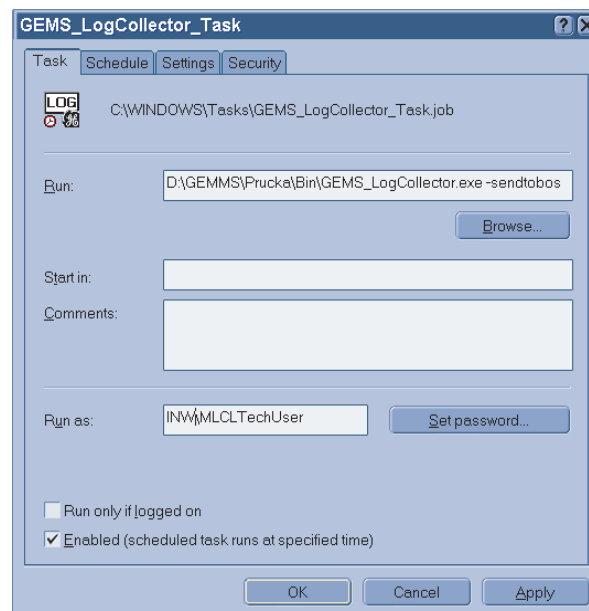 GEMS_LogCollector_Task
Task Schedule Settings Security
LOG
C:\WINDOWS\Tasks\GEMS_LogCollector_Task.job
Run: D:\GEMMS\Prucka\Bin\GEMS_LogCollector.exe -sendtobos
Browse...
Start in:
Comments:
Run as: INW\MLCLTechUser Set password...
Run only if logged on
Enabled (scheduled task runs at specified time)
OK Cancel Apply